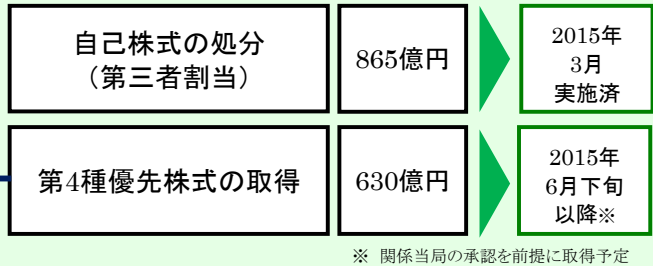 自己株式の処分
（第三者割当）
865億円
2015年
3月
実施済
第4種優先株式の取得
630億円
2015年
6月下旬
以降※
※ 関係当局の承認を前提に取得予定